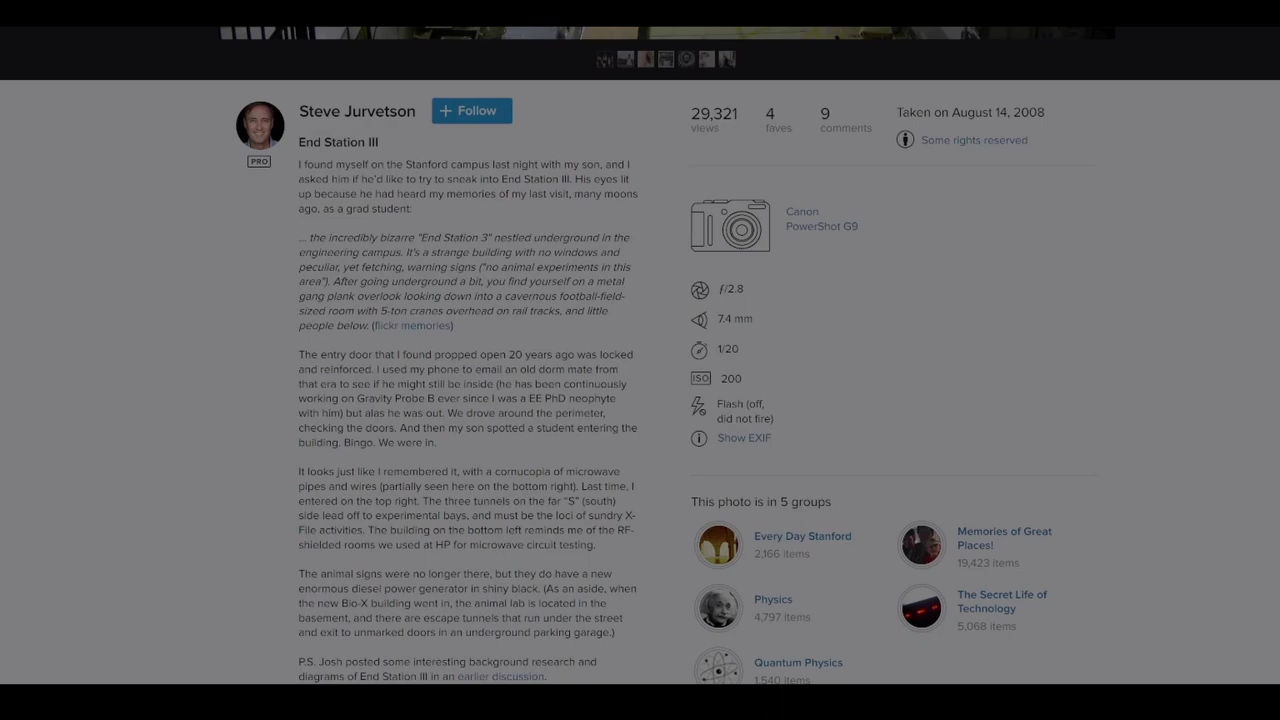 Steve Jurvetson
+ Follow
PRO
End Station III
I found myself on the Stanford campus last night with my son, and I
asked him if he'd like to try to sneak into End Station III. His eyes lit
up because he had heard my memories of my last visit, many moons
ago, as a grad student:
... the incredibly bizarre "End Station 3" nestled underground in the
engineering campus. It's a strange building with no windows and
peculiar, yet fetching, warning signs ("no animal experiments in this
area"). After going underground a bit, you find yourself on a metal
gang plank overlook looking down into a cavernous football-field-
sized room with 5-ton cranes overhead on rail tracks, and little
people below. (flickr memories)
The entry door that I found propped open 20 years ago was locked
and reinforced. I used my phone to email an old dorm mate from
that era to see if he might still be inside (he has been continuously
working on Gravity Probe B ever since I was a EE PhD neophyte
with him) but alas he was out. We drove around the perimeter,
checking the doors. And then my son spotted a student entering the
building. Bingo. We were in.
It looks just like I remembered it, with a cornucopia of microwave
pipes and wires (partially seen here on the bottom right). Last time, I
entered on the top right. The three tunnels on the far “S” (south)
side lead off to experimental bays, and must be the loci of sundry X-
File activities. The building on the bottom left reminds me of the RF-
shielded rooms we used at HP for microwave circuit testing.
The animal signs were no longer there, but they do have a new
enormous diesel power generator in shiny black. (As an aside, when
the new Bio-X building went in, the animal lab is located in the
basement, and there are escape tunnels that run under the street
and exit to unmarked doors in an underground parking garage.)
P.S. Josh posted some interesting background research and
diagrams of End Station III in an earlier discussion.
29,321 4 9
views faves comments
Taken on August 14, 2008
Some rights reserved
Canon
PowerShot G9
ƒ/2.8
7.4 mm
1/20
ISO 200
Flash (off,
did not fire)
Show EXIF
This photo is in 5 groups
Every Day Stanford
2,166 items
Memories of Great
Places!
19,423 items
Physics
4,797 items
The Secret Life of
Technology
5,068 items
Quantum Physics
1,540 items